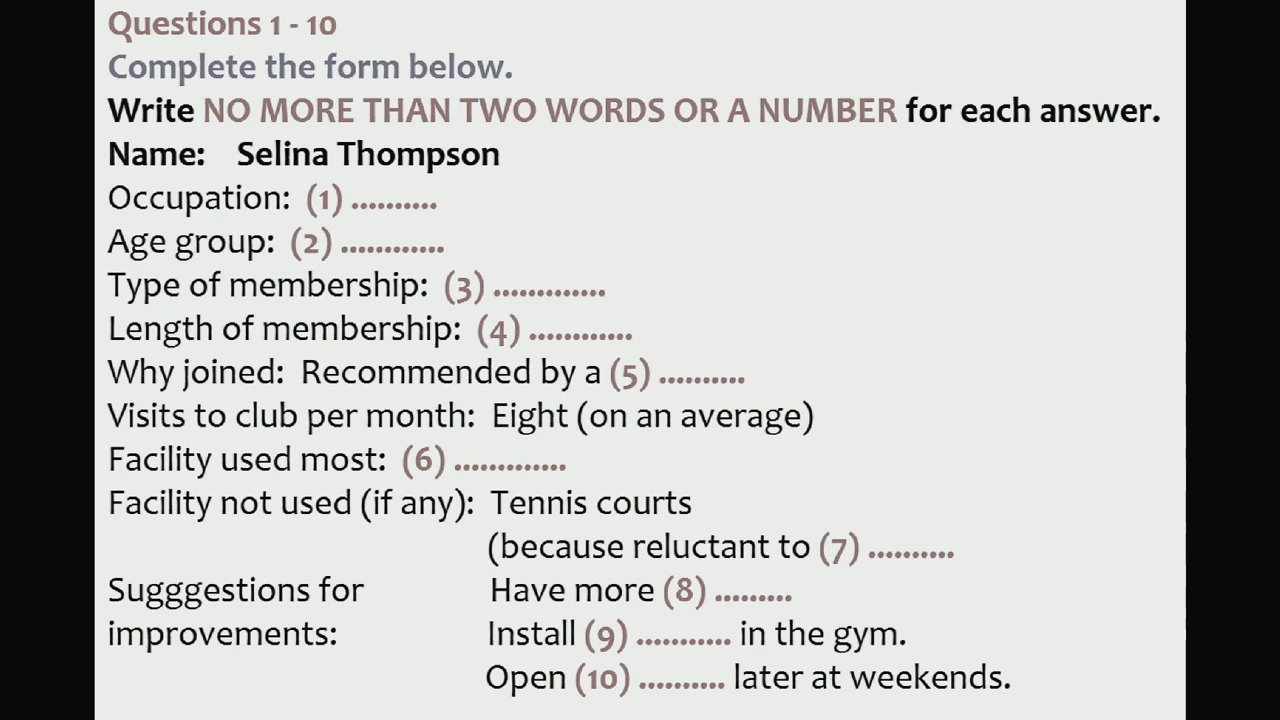 Questions 1 - 10
Complete the form below.
Write NO MORE THAN TWO WORDS OR A NUMBER for each answer.
Name: Selina Thompson
Occupation: (1) ..........
Age group: (2) ............
Type of membership: (3) .............
Length of membership: (4) ............
Why joined: Recommended by a (5) ..........
Visits to club per month: Eight (on an average)
Facility used most: (6) .............
Facility not used (if any): Tennis courts
(because reluctant to (7) ..........
Sugggestions for Have more (8) .........
improvements: Install (9) ........... in the gym.
Open (10) .......... later at weekends.